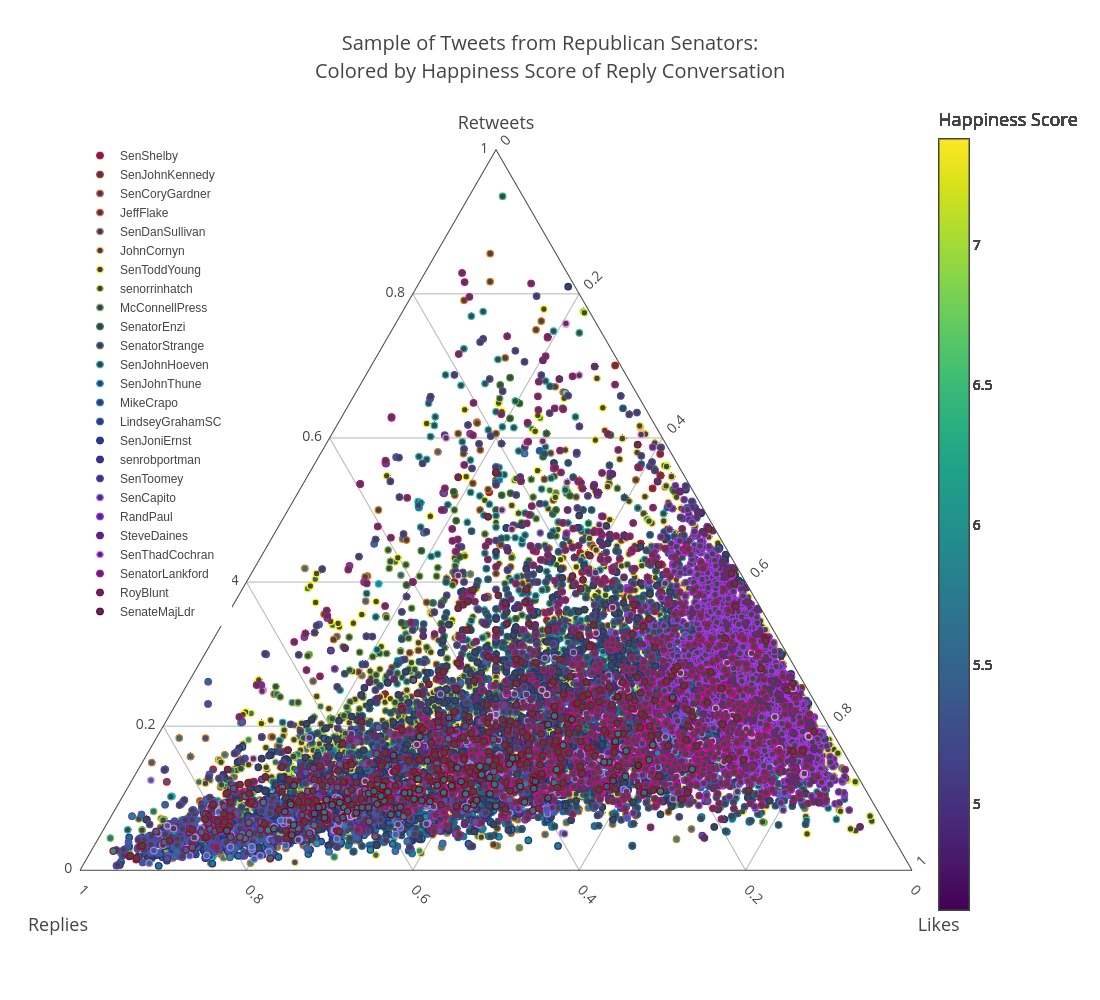 Sample of Tweets from Republican Senators:
Colored by Happiness Score of Reply Conversation
Happiness Score
Retweets
1
0
SenShelby
SenJohnKennedy
SenCoryGardner
JeffFlake
SenDanSullivan
JohnCornyn
SenToddYoung
senorrinhatch
McConnellPress
SenatorEnzi
SenatorStrange
SenJohnHoeven
SenJohnThune
MikeCrapo
LindseyGrahamSC
SenJoniErnst
senrobportman
SenToomey
SenCapito
RandPaul
SteveDaines
SenThadCochran
SenatorLankford
RoyBlunt
SenateMajLdr
0.8
0.6
4
0.2
0
0.2
0.4
0.6
0.8
1
1
0.8
0.6
0.4
0.2
0
Replies
Likes
7
6.5
6
5.5
5